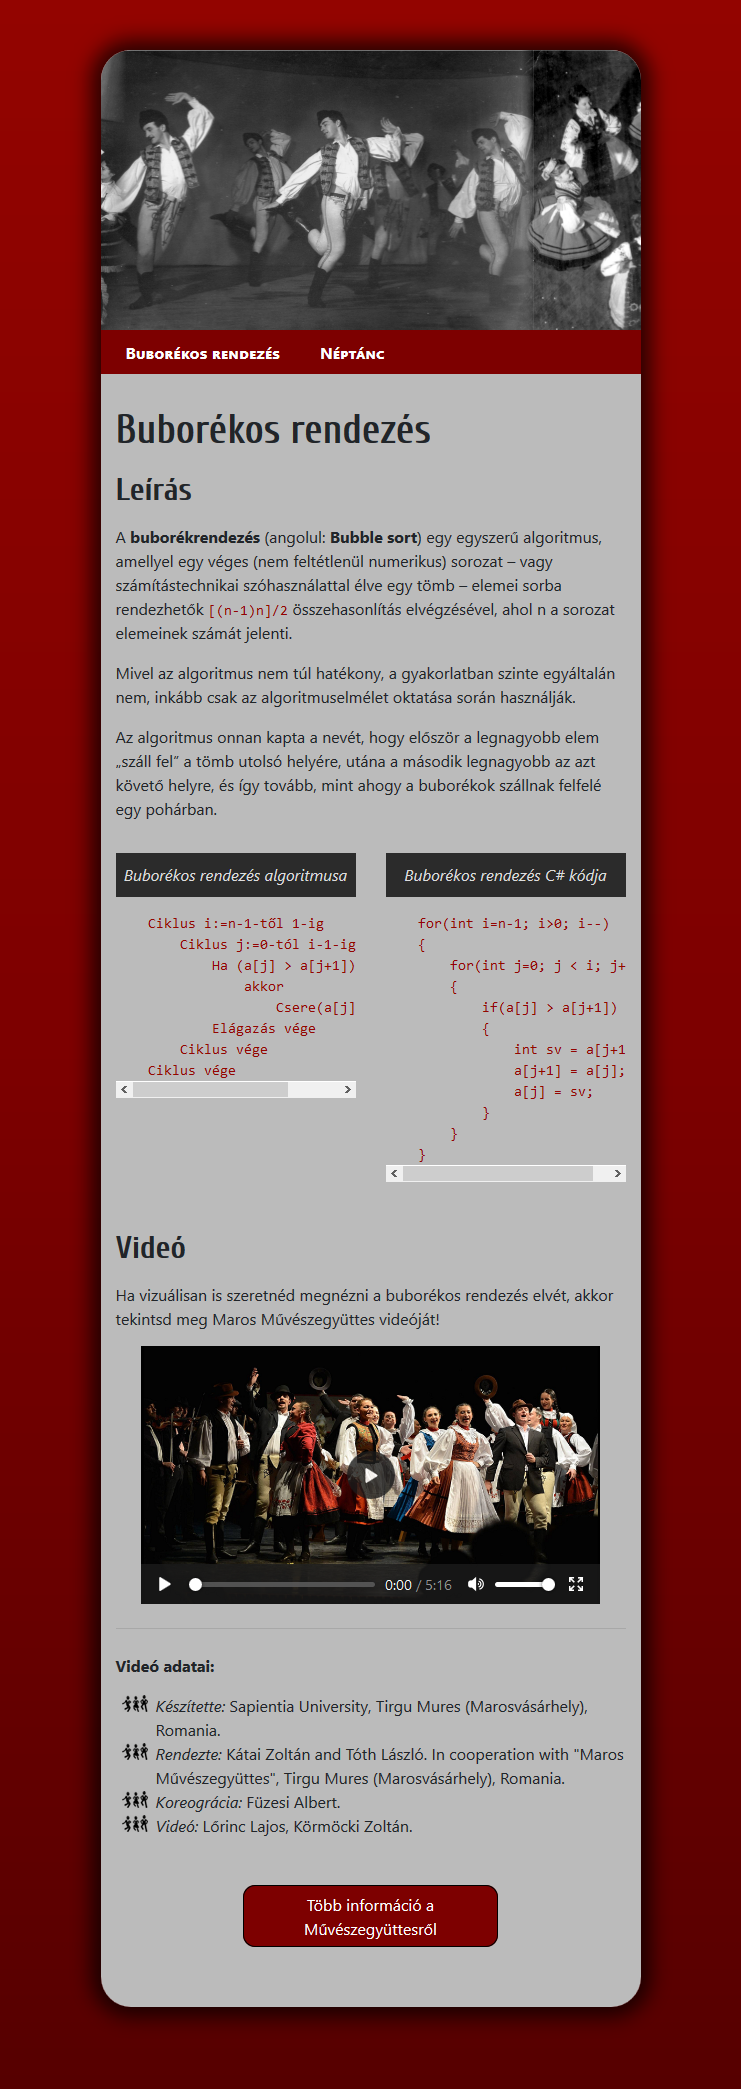 Buborékos rendezés Néptánc
Buborékos rendezés
Leírás
A buborékrendezés (angolul: Bubble sort) egy egyszerű algoritmus,
amellyel egy véges (nem feltétlenül numerikus) sorozat – vagy
számítástechnikai szóhasználattal élve egy tömb – elemei sorba
rendezhetők [(n-1)n]/2 összehasonlítás elvégzésével, ahol n a sorozat
elemeinek számát jelenti.
Mivel az algoritmus nem túl hatékony, a gyakorlatban szinte egyáltalán
nem, inkább csak az algoritmuselmélet oktatása során használják.
Az algoritmus onnan kapta a nevét, hogy először a legnagyobb elem
„száll fel” a tömb utolsó helyére, utána a második legnagyobb az azt
követő helyre, és így tovább, mint ahogy a buborékok szállnak felfelé
egy pohárban.
Buborékos rendezés algoritmusa
Ciklus i:=n-1-től 1-ig
Ciklus j:=0-tól i-1-ig
Ha (a[j] > a[j+1])
akkor
Csere(a[j]
Elágazás vége
Ciklus vége
Ciklus vége
Buborékos rendezés C# kódja
for(int i=n-1; i>0; i--)
{
for(int j=0; j < i; j+
{
if(a[j] > a[j+1])
{
int sv = a[j+1
a[j+1] = a[j];
a[j] = sv;
}
}
}
Videó
Ha vizuálisan is szeretnéd megnézni a buborékos rendezés elvét, akkor
tekintsd meg Maros Művészegyüttes videóját!
0:00 / 5:16
Videó adatai:
Készítette: Sapientia University, Tirgu Mures (Marosvásárhely),
Romania.
Rendezte: Kátai Zoltán and Tóth László. In cooperation with "Maros
Művészegyüttes", Tirgu Mures (Marosvásárhely), Romania.
Koreográcia: Füzesi Albert.
Videó: Lőrinc Lajos, Körmöcki Zoltán.
Több információ a
Művészegyüttesről